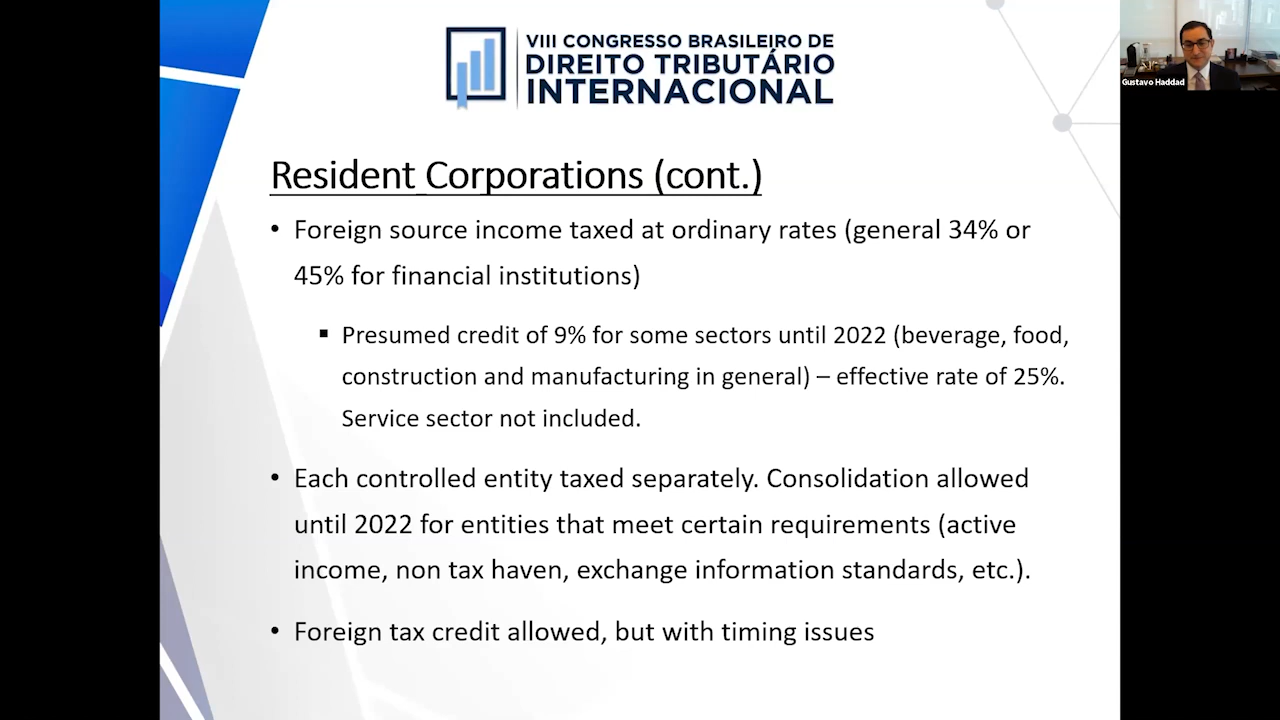 VIII CONGRESSO BRASILEIRO DE
DIREITO TRIBUTÁRIO
INTERNACIONAL
Gustavo Haddad
Resident Corporations (cont.)
• Foreign source income taxed at ordinary rates (general 34% or
45% for financial institutions)
▪ Presumed credit of 9% for some sectors until 2022 (beverage, food,
construction and manufacturing in general) – effective rate of 25%.
Service sector not included.
• Each controlled entity taxed separately. Consolidation allowed
until 2022 for entities that meet certain requirements (active
income, non tax haven, exchange information standards, etc.).
• Foreign tax credit allowed, but with timing issues